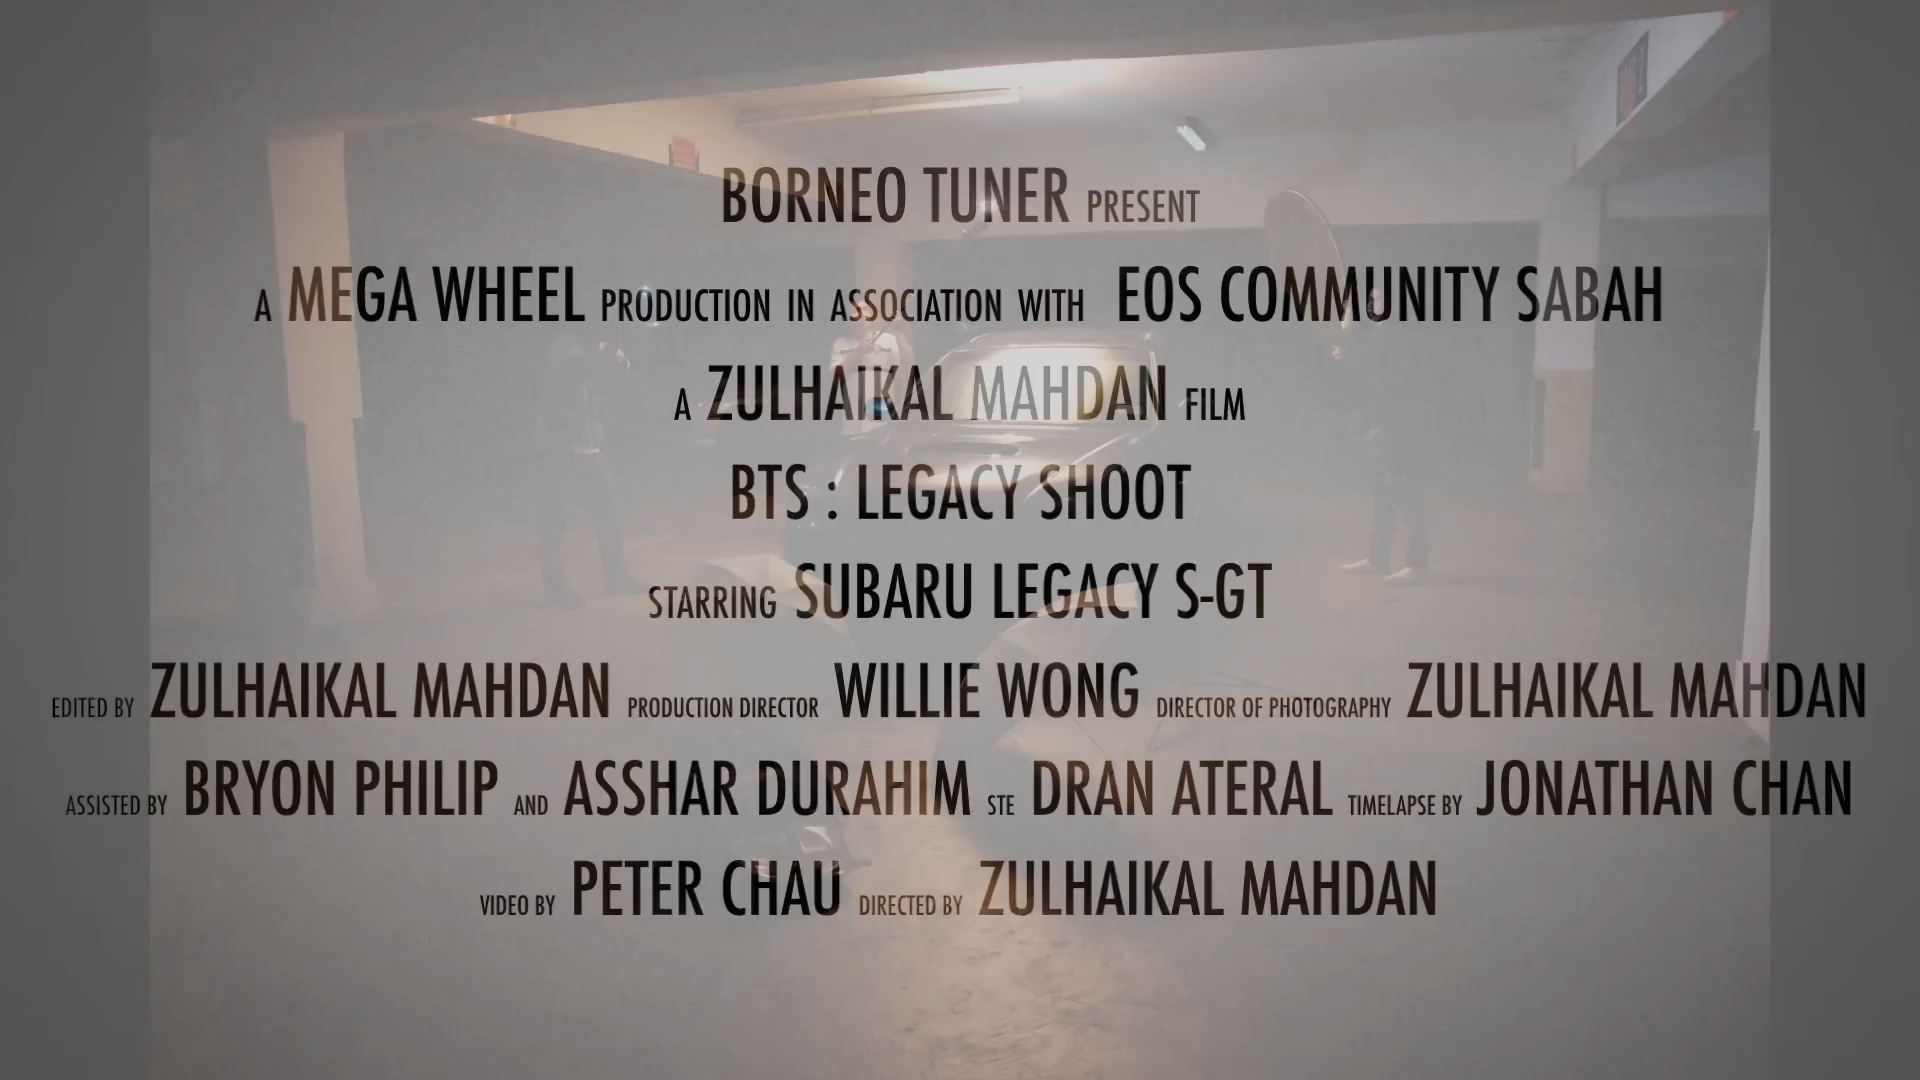 BORNEO TUNER PRESENT
A MEGA WHEEL PRODUCTION IN ASSOCIATION WITH EOS COMMUNITY SABAH
A ZULHAIKAL MAHDAN FILM
BTS : LEGACY SHOOT
STARRING SUBARU LEGACY S-GT
EDITED BY ZULHAIKAL MAHDAN PRODUCTION DIRECTOR WILLIE WONG DIRECTOR OF PHOTOGRAPHY ZULHAIKAL MAHDAN
ASSISTED BY BRYON PHILIP AND ASSHAR DURAHIM STE DRAN ATERAL TIMELAPSE BY JONATHAN CHAN
VIDEO BY PETER CHAU DIRECTED BY ZULHAIKAL MAHDAN